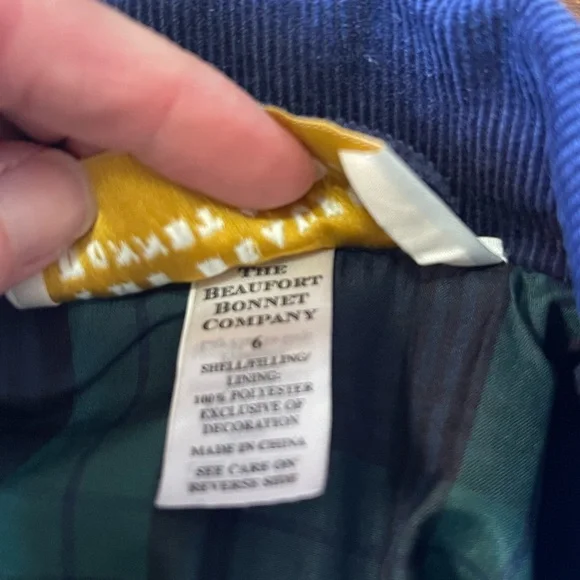 THE
BEAUFORT
BONNET
COMPANY
6
SHELL/FILLING/
LINING:
100% POLYESTER
EXCLUSIVE OF
DECORATION
MADE IN CHINA
SEE CARE ON
REVERSE SIDE